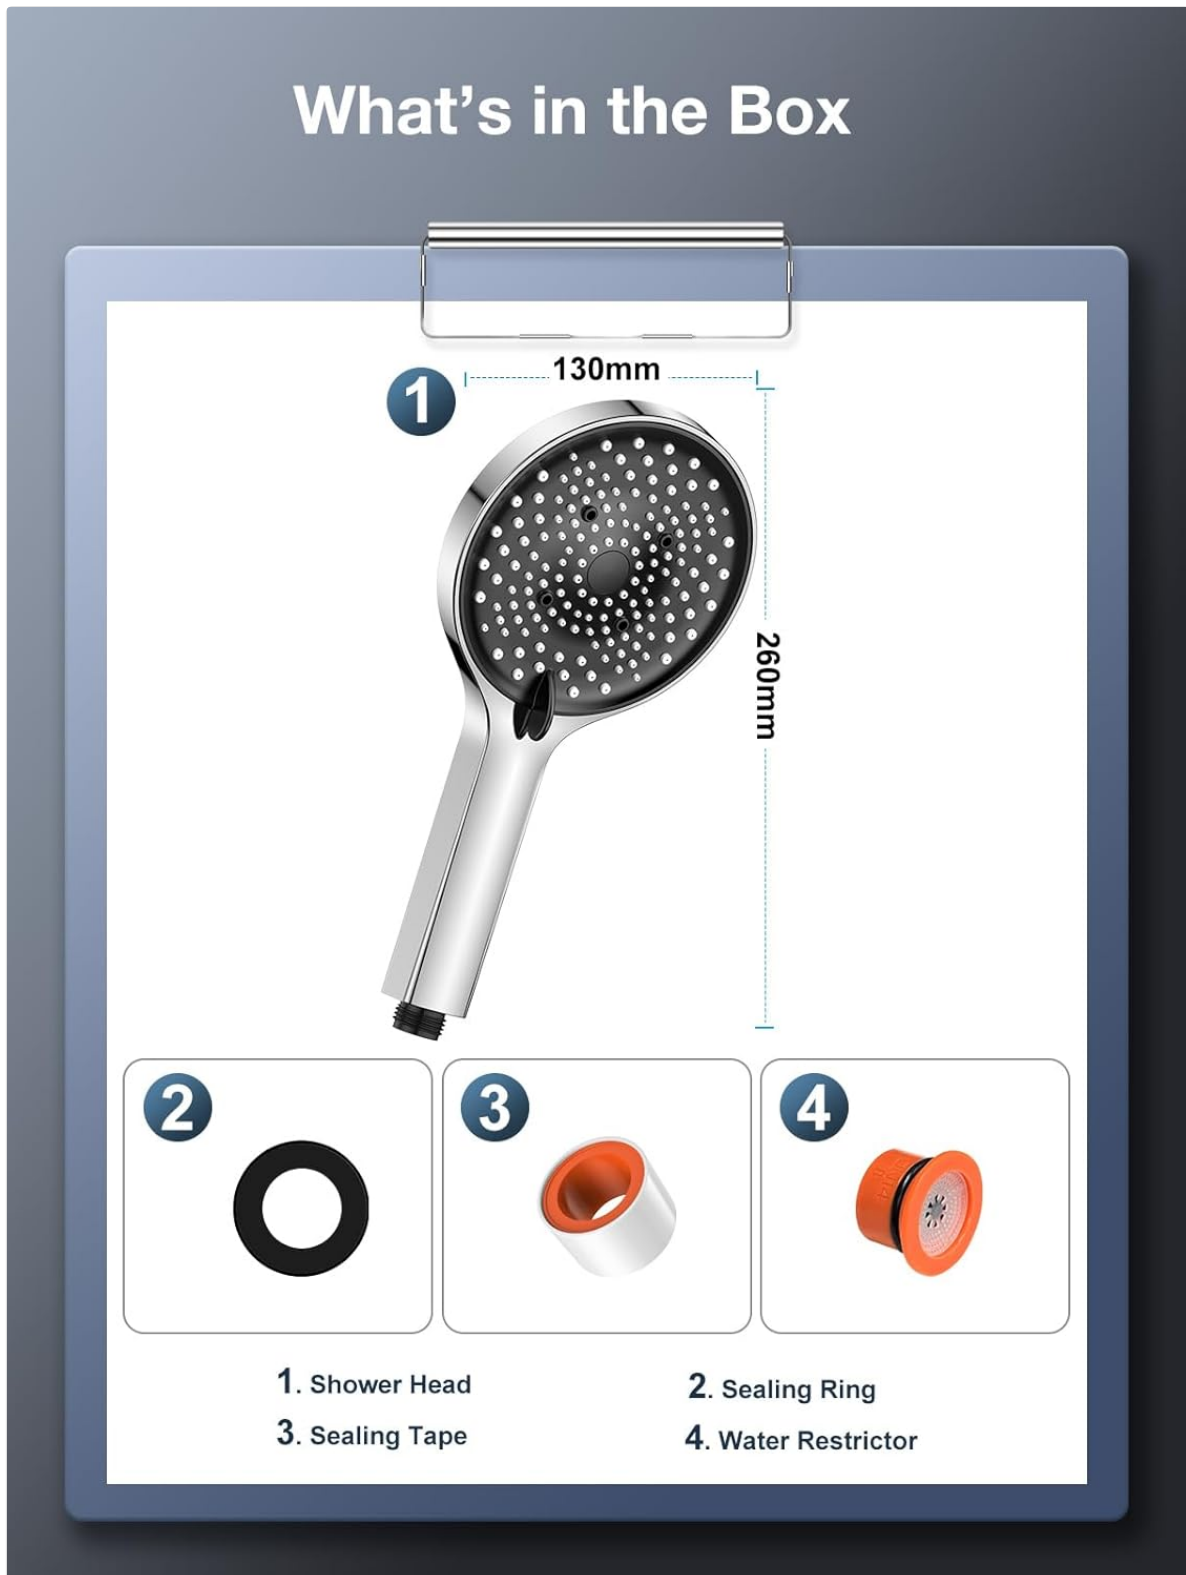 What's in the Box
1
130mm
260mm
2
3
4
1. Shower Head
2. Sealing Ring
3. Sealing Tape
4. Water Restrictor